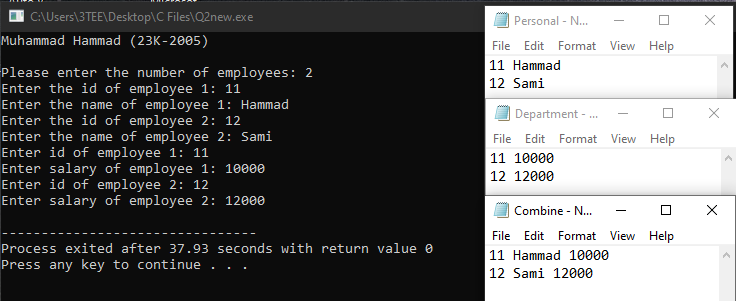 C:\Users\3TEE\Desktop\C Files\Q2new.exe
Muhammad Hammad (23K-2005)
Please enter the number of employees: 2
Enter the id of employee 1: 11
Enter the name of employee 1: Hammad
Enter the id of employee 2: 12
Enter the name of employee 2: Sami
Enter id of employee 1: 11
Enter salary of employee 1: 10000
Enter id of employee 2: 12
Enter salary of employee 2: 12000
--------------------------------
Process exited after 37.93 seconds with return value 0
Press any key to continue . . .
Personal - N...
File Edit Format View Help
11 Hammad
12 Sami
Department - ...
File Edit Format View Help
11 10000
12 12000
Combine - N...
File Edit Format View Help
11 Hammad 10000
12 Sami 12000